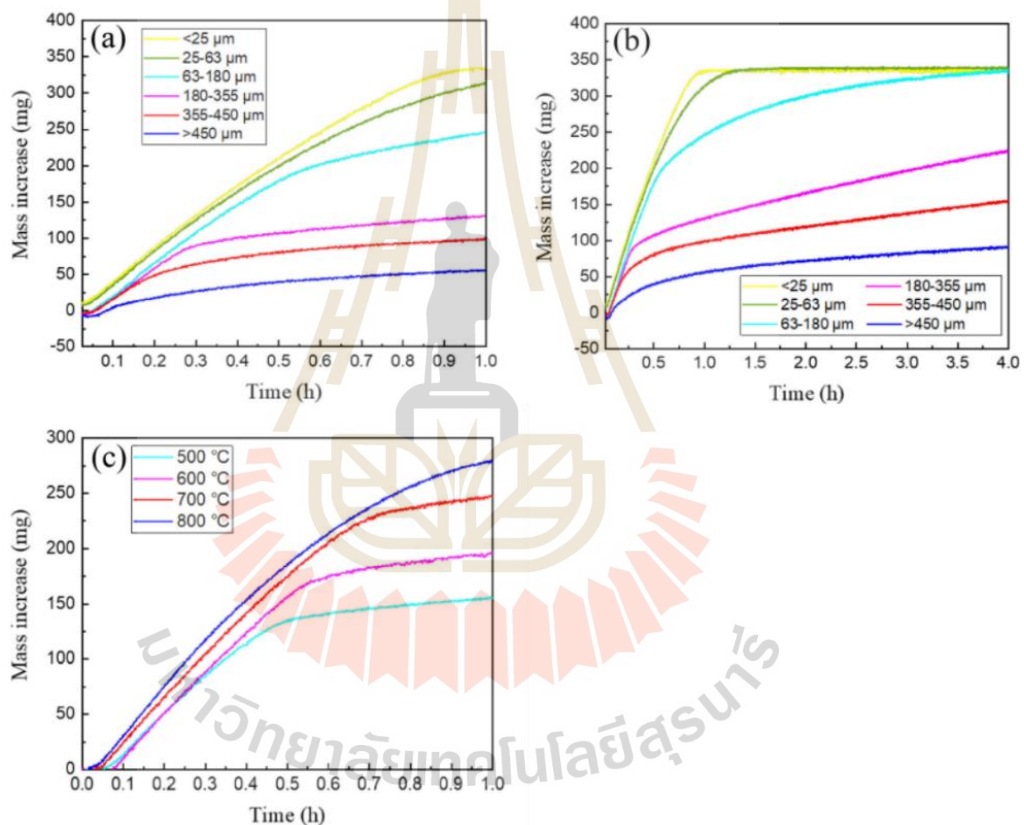 (a)
<25 μm
25-63 μm
63-180 μm
180-355 μm
355-450 μm
>450 μm
400
350
300
250
200
150
100
50
0
-50
Mass increase (mg)
0.1 0.2 0.3 0.4 0.5 0.6 0.7 0.8 0.9 1.0
Time (h)
(b)
400
350
300
250
200
150
100
50
0
-50
Mass increase (mg)
<25 μm 180-355 μm
25-63 μm 355-450 μm
63-180 μm >450 μm
0.5 1.0 1.5 2.0 2.5 3.0 3.5 4.0
Time (h)
(c)
500 °C
600 °C
700 °C
800 °C
300
250
200
150
100
50
0
Mass increase (mg)
0.0 0.1 0.2 0.3 0.4 0.5 0.6 0.7 0.8 0.9 1.0
Time (h)
มหาวิทยาลัยเทคโนโลยีสุรนารี